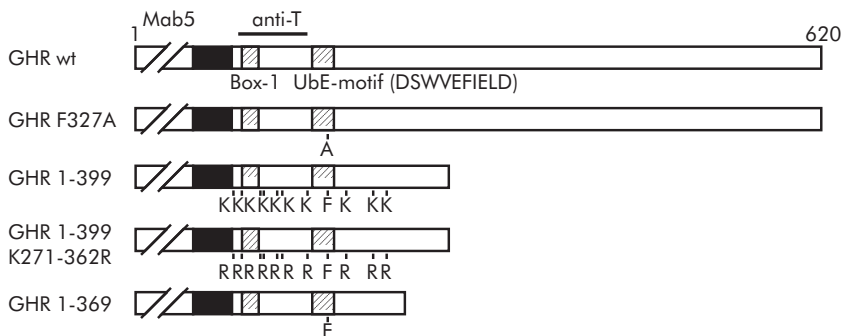 Mab5 anti-T
1 620
GHR wt
Box-1 UbE-motif (DSWVEFIELD)
GHR F327A
A
GHR 1-399
KKKKKK K F K KK
GHR 1-399
K271-362R
RRRRRR R F R RR
GHR 1-369
F